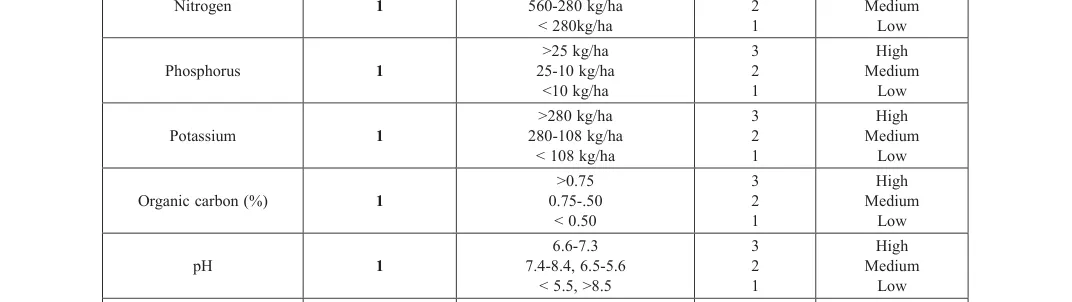 Nitrogen 1 560-280 kg/ha 2 Medium
< 280kg/ha 1 Low
>25 kg/ha 3 High
Phosphorus 1 25-10 kg/ha 2 Medium
<10 kg/ha 1 Low
>280 kg/ha 3 High
Potassium 1 280-108 kg/ha 2 Medium
< 108 kg/ha 1 Low
>0.75 3 High
Organic carbon (%) 1 0.75-.50 2 Medium
< 0.50 1 Low
6.6-7.3 3 High
pH 1 7.4-8.4, 6.5-5.6 2 Medium
< 5.5, >8.5 1 Low